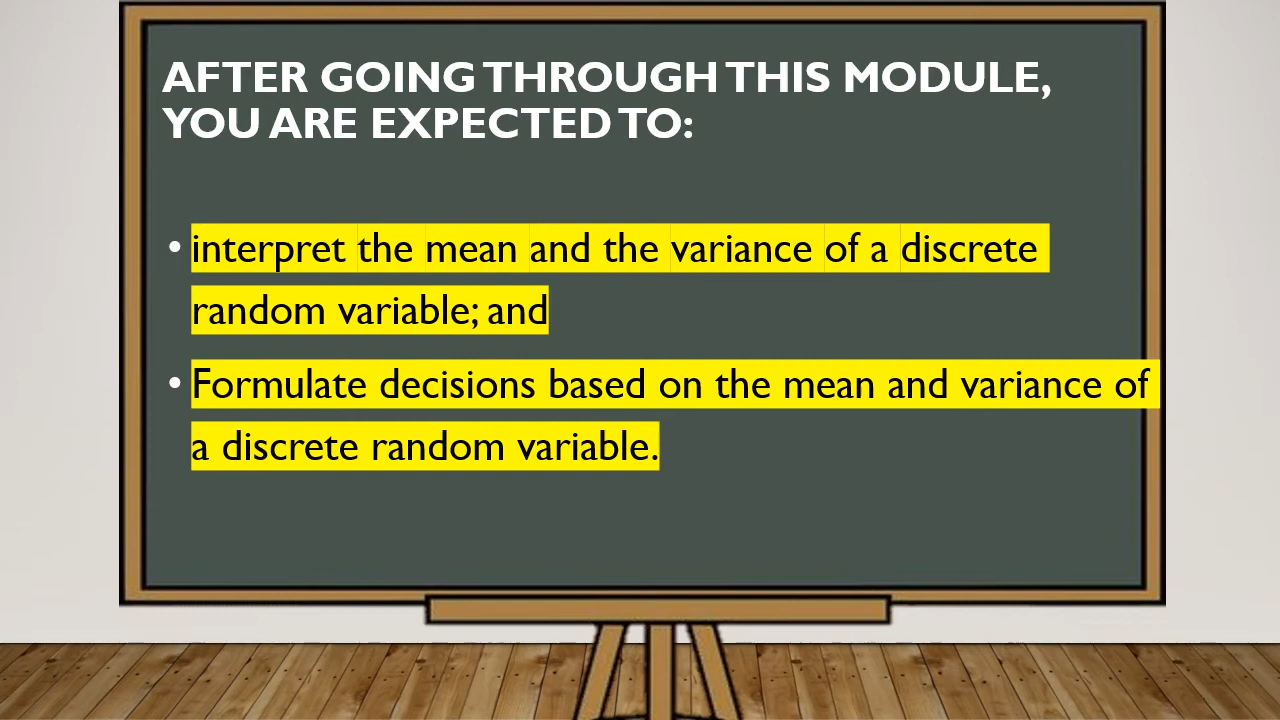 AFTER GOING THROUGH THIS MODULE,
YOU ARE EXPECTED TO:
• interpret the mean and the variance of a discrete
random variable; and
• Formulate decisions based on the mean and variance of
a discrete random variable.